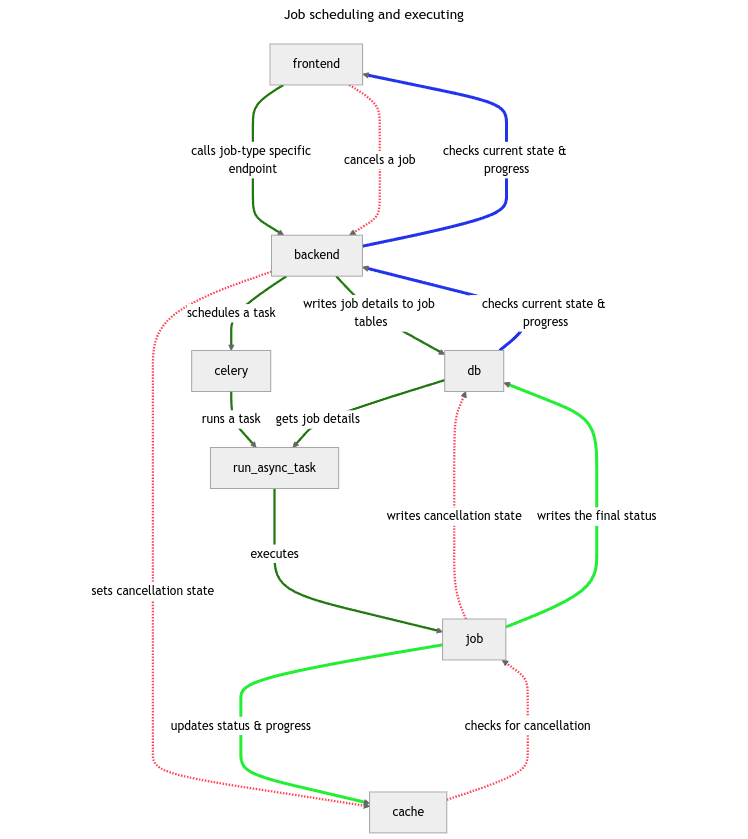 Job scheduling and executing
frontend
calls job-type specific
endpoint
cancels a job
checks current state &
progress
backend
schedules a task
writes job details to job
tables
checks current state &
progress
celery
db
runs a task
gets job details
run_async_task
writes cancellation state
writes the final status
executes
sets cancellation state
job
updates status & progress
checks for cancellation
cache